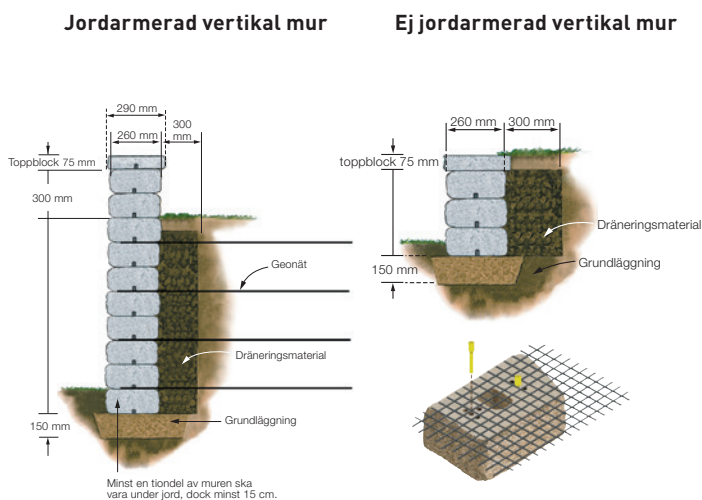 Jordarmerad vertikal mur
290 mm
260 mm
300
mm
Toppblock 75 mm
300 mm
Geonät
Dräneringsmaterial
Grundläggning
150 mm
Minst en tiondel av muren ska
vara under jord, dock minst 15 cm.
Ej jordarmerad vertikal mur
260 mm
300 mm
toppblock 75 mm
Dräneringsmaterial
Grundläggning
150 mm